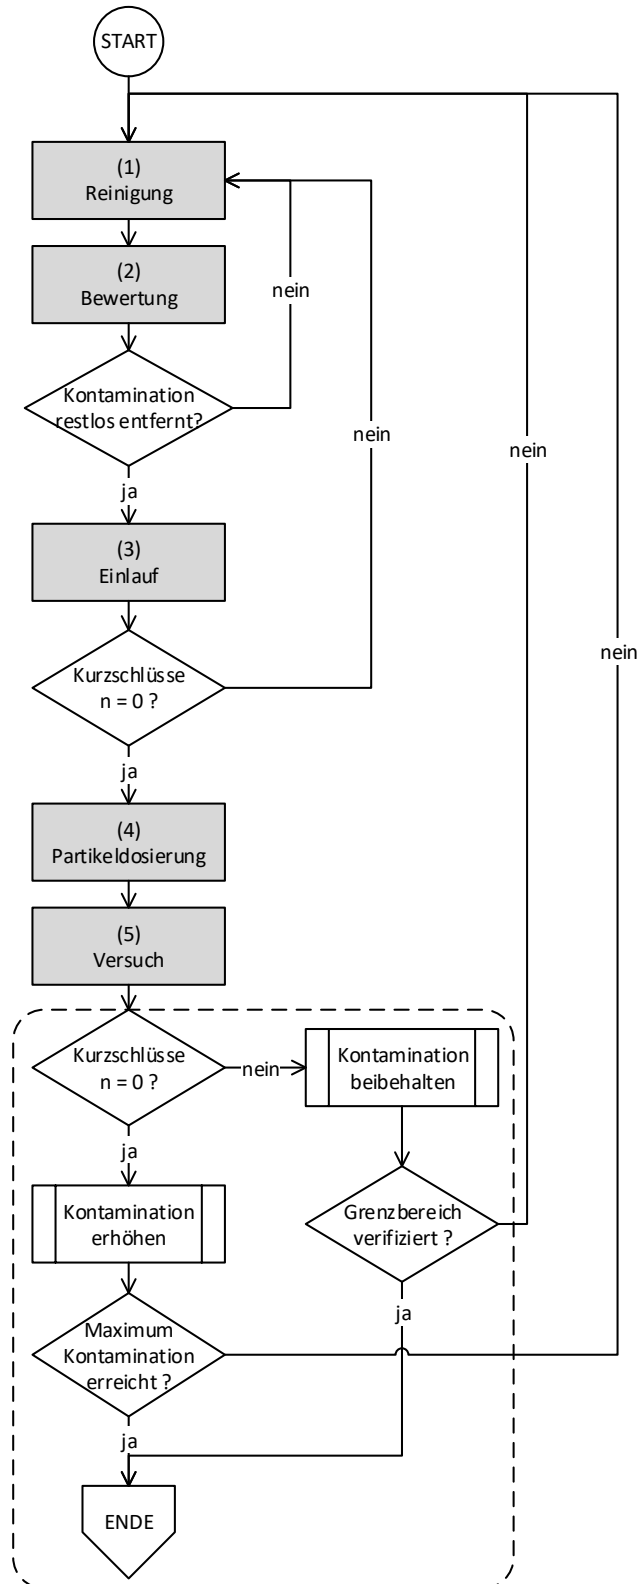 START
(1)
Reinigung
(2)
Bewertung
nein
Kontamination
restlos entfernt?
nein
nein
ja
(3)
Einlauf
nein
Kurzschlüsse
n = 0 ?
ja
(4)
Partikeldosierung
(5)
Versuch
Kurzschlüsse
n = 0 ?
nein
Kontamination
beibehalten
ja
Kontamination
erhöhen
Grenzbereich
verifiziert ?
ja
Maximum
Kontamination
erreicht ?
ja
ENDE